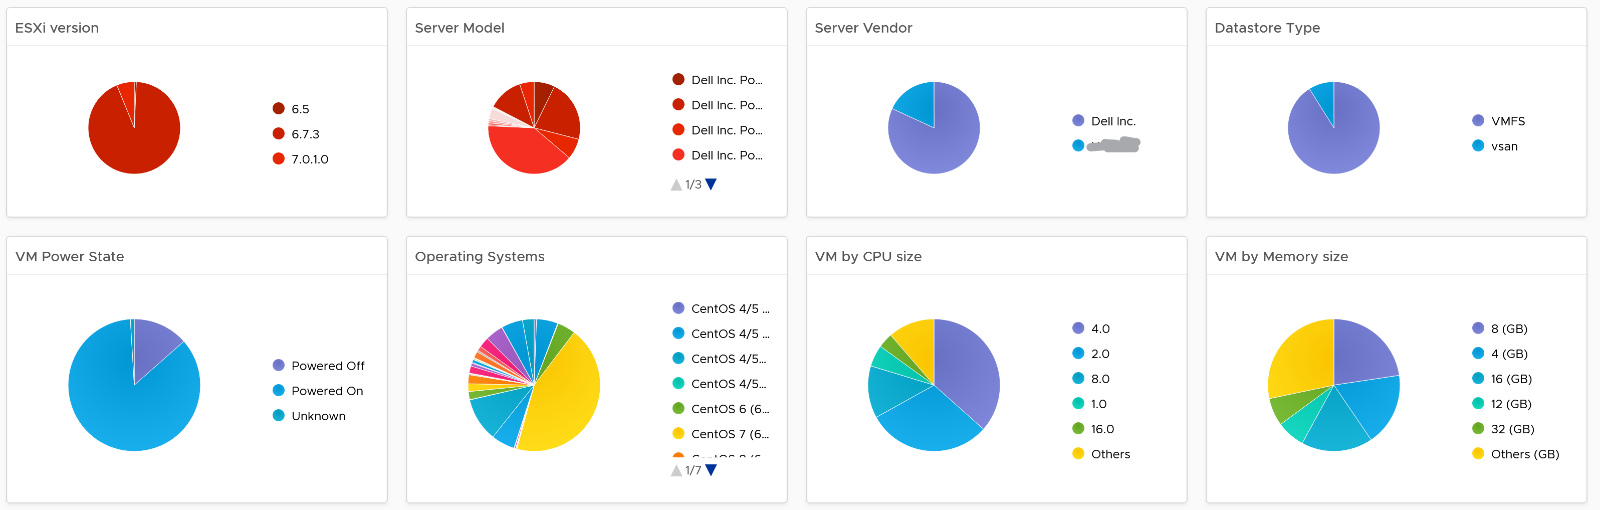 ESXi version
6.5
6.7.3
7.0.1.0
Server Model
Dell Inc. Po...
Dell Inc. Po...
Dell Inc. Po...
Dell Inc. Po...
1/3
Server Vendor
Dell Inc.
Datastore Type
VMFS
vsan
VM Power State
Powered Off
Powered On
Unknown
Operating Systems
CentOS 4/5 ...
CentOS 4/5 ...
CentOS 4/5...
CentOS 4/5...
CentOS 6 (6...
CentOS 7 (6...
1/7
VM by CPU size
4.0
2.0
8.0
1.0
16.0
Others
VM by Memory size
8 (GB)
4 (GB)
16 (GB)
12 (GB)
32 (GB)
Others (GB)